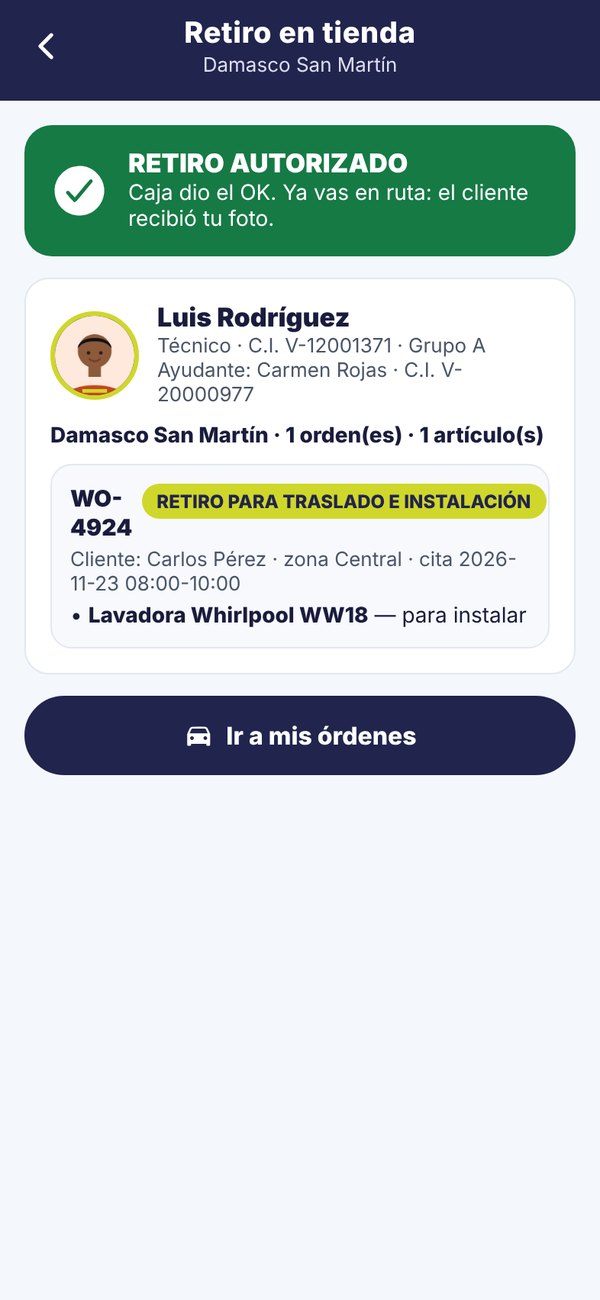 Retiro en tienda
Damasco San Martín
RETIRO AUTORIZADO
Caja dio el OK. Ya vas en ruta: el cliente
recibió tu foto.
Luis Rodríguez
Técnico · C.I. V-12001371 · Grupo A
Ayudante: Carmen Rojas · C.I. V-
20000977
Damasco San Martín · 1 orden(es) · 1 artículo(s)
WO-
4924
RETIRO PARA TRASLADO E INSTALACIÓN
Cliente: Carlos Pérez · zona Central · cita 2026-
11-23 08:00-10:00
• Lavadora Whirlpool WW18 — para instalar
Ir a mis órdenes